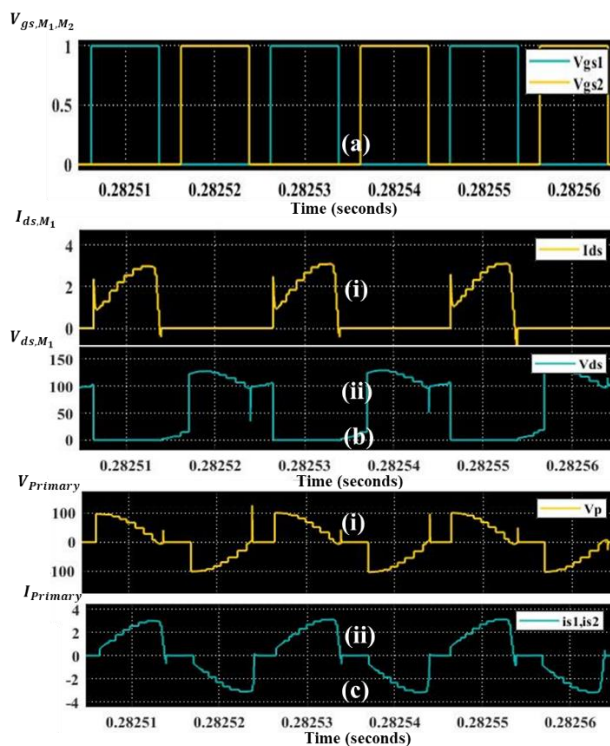 V_{gs,M_1,M_2}
1
Vgs1
Vgs2
0.5
0
(a)
0.28251 0.28252 0.28253 0.28254 0.28255 0.28256
Time (seconds)
I_{ds,M_1}
4
Ids
2
(i)
0
V_{ds,M_1}
150
Vds
100
(ii)
50
0
(b)
0.28251 0.28252 0.28253 0.28254 0.28255 0.28256
Time (seconds)
V_{Primary}
100
(i)
Vp
0
100
I_{Primary}
4
is1,is2
2
(ii)
0
-2
(c)
-4
0.28251 0.28252 0.28253 0.28254 0.28255 0.28256
Time (seconds)